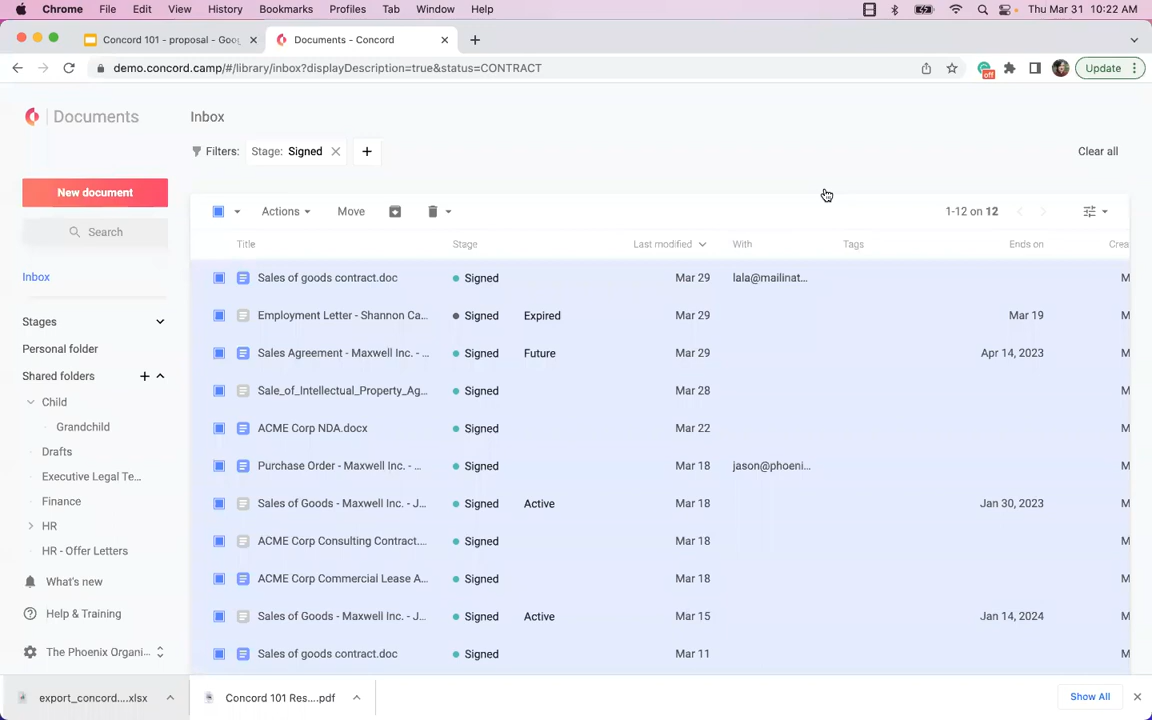 Chrome File Edit View History Bookmarks Profiles Tab Window Help Thu Mar 31 10:22 AM
Concord 101 - proposal - Goo Documents - Concord
demo.concord.camp/#/library/inbox?displayDescription=true&status=CONTRACT off Update
Documents Inbox
Filters: Stage: Signed Clear all
New document
Actions Move 1-12 on 12
Search
Title Stage Last modified With Tags Ends on Crea
Inbox Sales of goods contract.doc Signed Mar 29 lala@mailinat... M
Stages Employment Letter - Shannon Ca... Signed Expired Mar 29 Mar 19 M
Personal folder Sales Agreement - Maxwell Inc. - ... Signed Future Mar 29 Apr 14, 2023 M
Shared folders
Child Sale_of_Intellectual_Property_Ag... Signed Mar 28 M
Grandchild ACME Corp NDA.docx Signed Mar 22 M
Drafts Purchase Order - Maxwell Inc. - ... Signed Mar 18 jason@phoeni... M
Executive Legal Te...
Finance Sales of Goods - Maxwell Inc. - J... Signed Active Mar 18 Jan 30, 2023 M
HR ACME Corp Consulting Contract.... Signed Mar 18 M
HR - Offer Letters
What's new ACME Corp Commercial Lease A... Signed Mar 18 M
Help & Training Sales of Goods - Maxwell Inc. - J... Signed Active Mar 15 Jan 14, 2024 M
The Phoenix Organi... Sales of goods contract.doc Signed Mar 11 M
export_concord....xlsx Concord 101 Res....pdf Show All